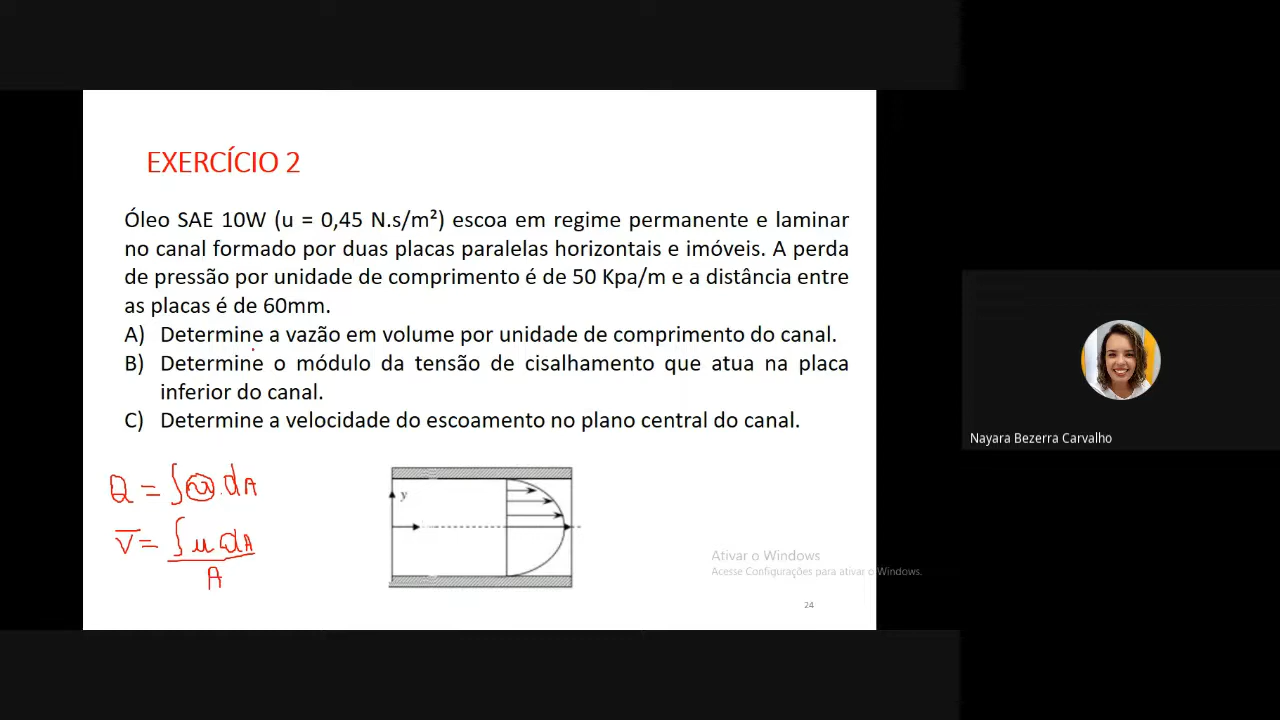 EXERCÍCIO 2
Óleo SAE 10W (u = 0,45 N.s/m²) escoa em regime permanente e laminar
no canal formado por duas placas paralelas horizontais e imóveis. A perda
de pressão por unidade de comprimento é de 50 Kpa/m e a distância entre
as placas é de 60mm.
A) Determine a vazão em volume por unidade de comprimento do canal.
B) Determine o módulo da tensão de cisalhamento que atua na placa
inferior do canal.
C) Determine a velocidade do escoamento no plano central do canal.
Q = ∫ u . dA
V̅ = ∫ u dA
A
y
Ativar o Windows
Acesse Configurações para ativar o Windows.
24
Nayara Bezerra Carvalho